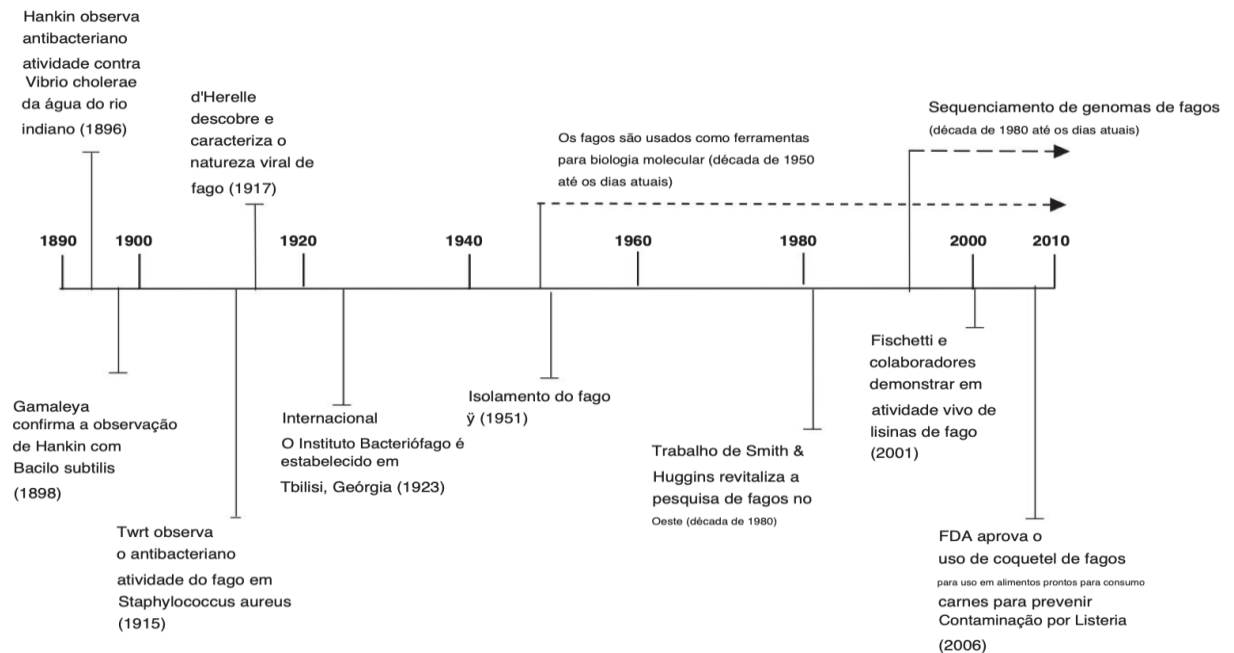 Hankin observa
antibacteriano
atividade contra
Vibrio cholerae
da água do rio
indiano (1896)
d'Herelle
descobre e
caracteriza o
natureza viral de
fago (1917)
Os fagos são usados como ferramentas
para biologia molecular (década de 1950
até os dias atuais)
Sequenciamento de genomas de fagos
(década de 1980 até os dias atuais)
1890 1900 1920 1940 1960 1980 2000 2010
Gamaleya
confirma a observação
de Hankin com
Bacilo subtilis
(1898)
Twrt observa
o antibacteriano
atividade do fago em
Staphylococcus aureus
(1915)
Internacional
O Instituto Bacteriófago é
estabelecido em
Tbilisi, Geórgia (1923)
Isolamento do fago
ÿ (1951)
Trabalho de Smith &
Huggins revitaliza a
pesquisa de fagos no
Oeste (década de 1980)
Fischetti e
colaboradores
demonstrar em
atividade vivo de
lisinas de fago
(2001)
FDA aprova o
uso de coquetel de fagos
para uso em alimentos prontos para consumo
carnes para prevenir
Contaminação por Listeria
(2006)